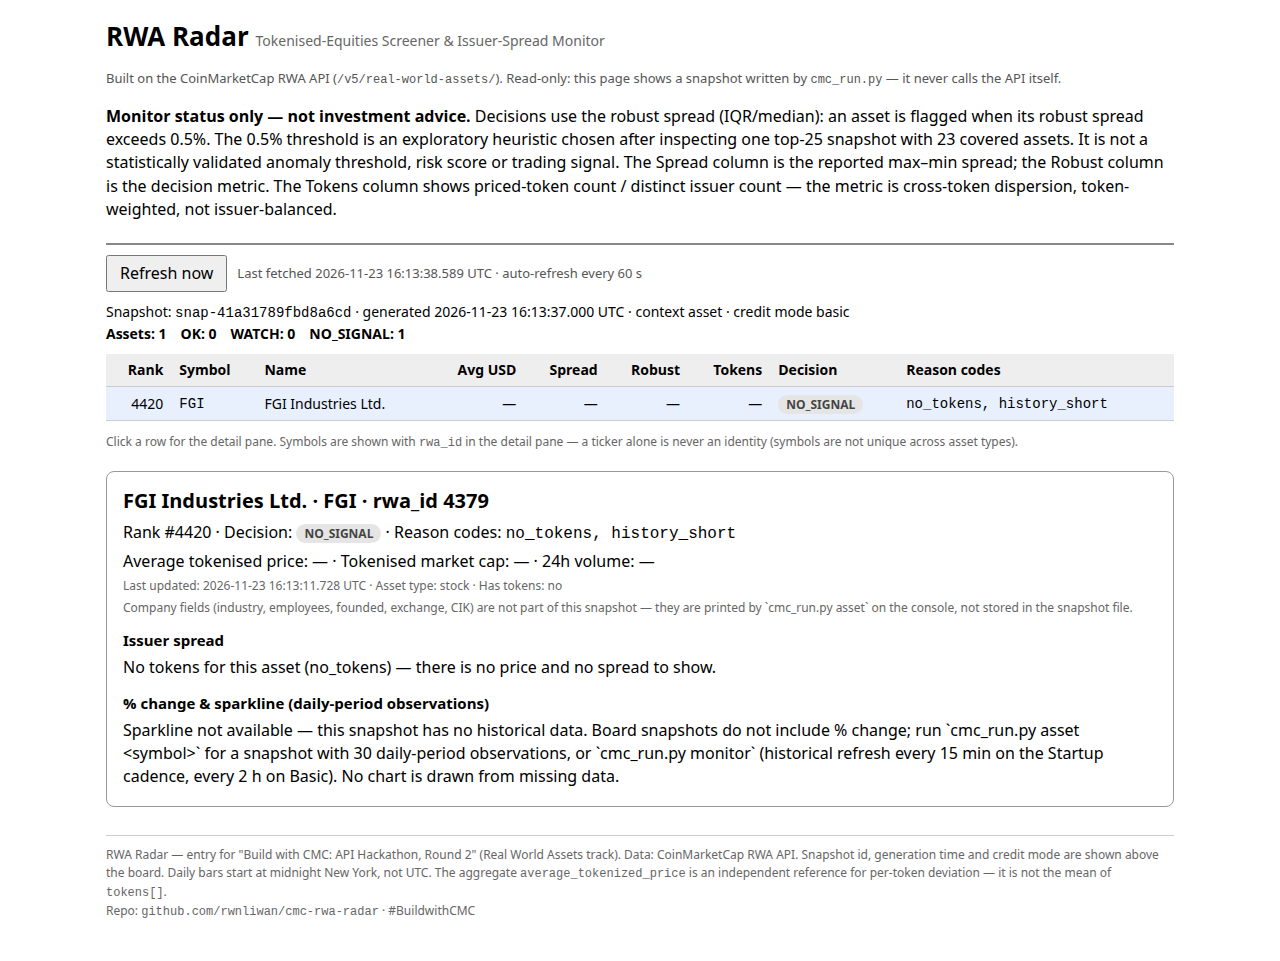 RWA Radar Tokenised-Equities Screener & Issuer-Spread Monitor
Built on the CoinMarketCap RWA API (/v5/real-world-assets/). Read-only: this page shows a snapshot written by cmc_run.py — it never calls the API itself.
Monitor status only — not investment advice. Decisions use the robust spread (IQR/median): an asset is flagged when its robust spread
exceeds 0.5%. The 0.5% threshold is an exploratory heuristic chosen after inspecting one top-25 snapshot with 23 covered assets. It is not a
statistically validated anomaly threshold, risk score or trading signal. The Spread column is the reported max–min spread; the Robust column
is the decision metric. The Tokens column shows priced-token count / distinct issuer count — the metric is cross-token dispersion, token-
weighted, not issuer-balanced.
Refresh now Last fetched 2026-11-23 16:13:38.589 UTC · auto-refresh every 60 s
Snapshot: snap-41a31789fbd8a6cd · generated 2026-11-23 16:13:37.000 UTC · context asset · credit mode basic
Assets: 1 OK: 0 WATCH: 0 NO_SIGNAL: 1
Rank Symbol Name Avg USD Spread Robust Tokens Decision Reason codes
4420 FGI FGI Industries Ltd. — — — — NO_SIGNAL no_tokens, history_short
Click a row for the detail pane. Symbols are shown with rwa_id in the detail pane — a ticker alone is never an identity (symbols are not unique across asset types).
FGI Industries Ltd. · FGI · rwa_id 4379
Rank #4420 · Decision: NO_SIGNAL · Reason codes: no_tokens, history_short
Average tokenised price: — · Tokenised market cap: — · 24h volume: —
Last updated: 2026-11-23 16:13:11.728 UTC · Asset type: stock · Has tokens: no
Company fields (industry, employees, founded, exchange, CIK) are not part of this snapshot — they are printed by `cmc_run.py asset` on the console, not stored in the snapshot file.
Issuer spread
No tokens for this asset (no_tokens) — there is no price and no spread to show.
% change & sparkline (daily-period observations)
Sparkline not available — this snapshot has no historical data. Board snapshots do not include % change; run `cmc_run.py asset
<symbol>` for a snapshot with 30 daily-period observations, or `cmc_run.py monitor` (historical refresh every 15 min on the Startup
cadence, every 2 h on Basic). No chart is drawn from missing data.
RWA Radar — entry for "Build with CMC: API Hackathon, Round 2" (Real World Assets track). Data: CoinMarketCap RWA API. Snapshot id, generation time and credit mode are shown above
the board. Daily bars start at midnight New York, not UTC. The aggregate average_tokenized_price is an independent reference for per-token deviation — it is not the mean of
tokens[].
Repo: github.com/rwnliwan/cmc-rwa-radar · #BuildwithCMC